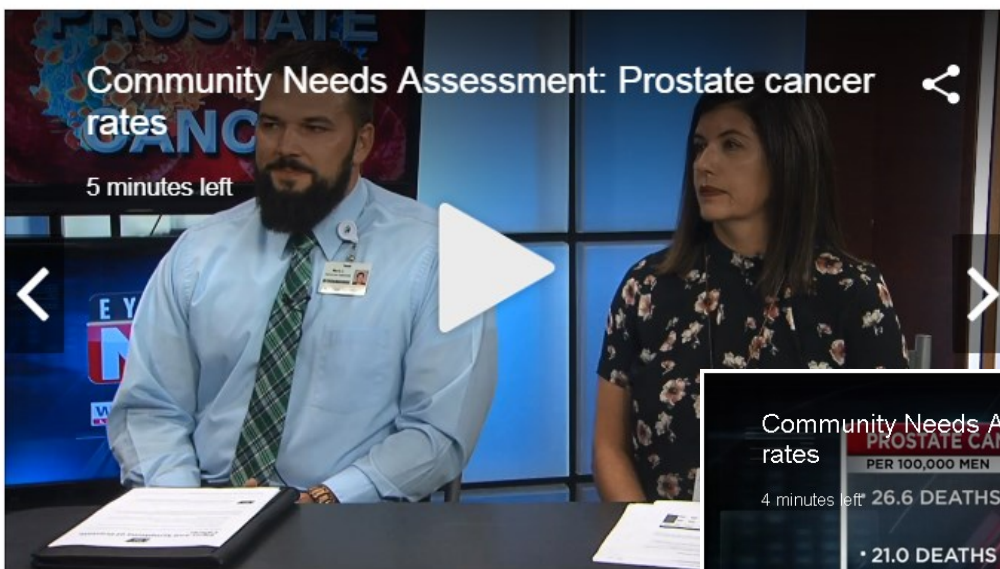 PROSTATE
CANC
Community Needs Assessment: Prostate cancer
rates
5 minutes left
E Y
N
W
Community Needs A
rates
4 minutes left
PROSTATE CAN
PER 100,000 MEN
• 26.6 DEATHS
• 21.0 DEATHS